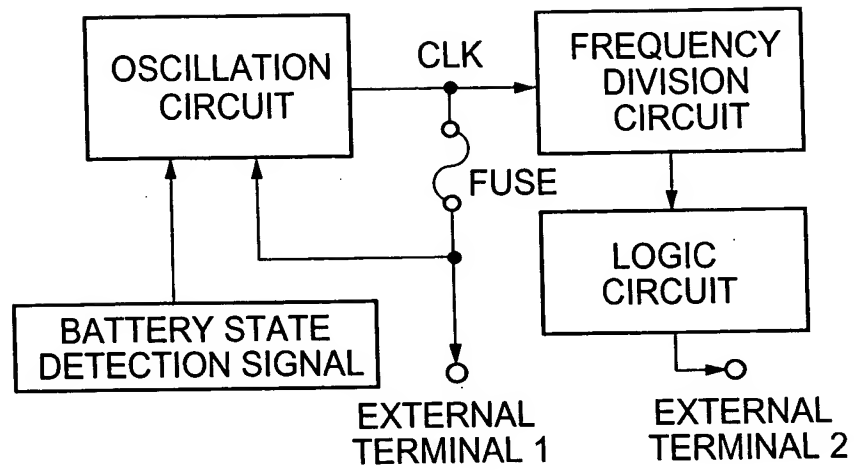 OSCILLATION
CIRCUIT
CLK
FREQUENCY
DIVISION
CIRCUIT
FUSE
LOGIC
CIRCUIT
BATTERY STATE
DETECTION SIGNAL
EXTERNAL
TERMINAL 1
EXTERNAL
TERMINAL 2